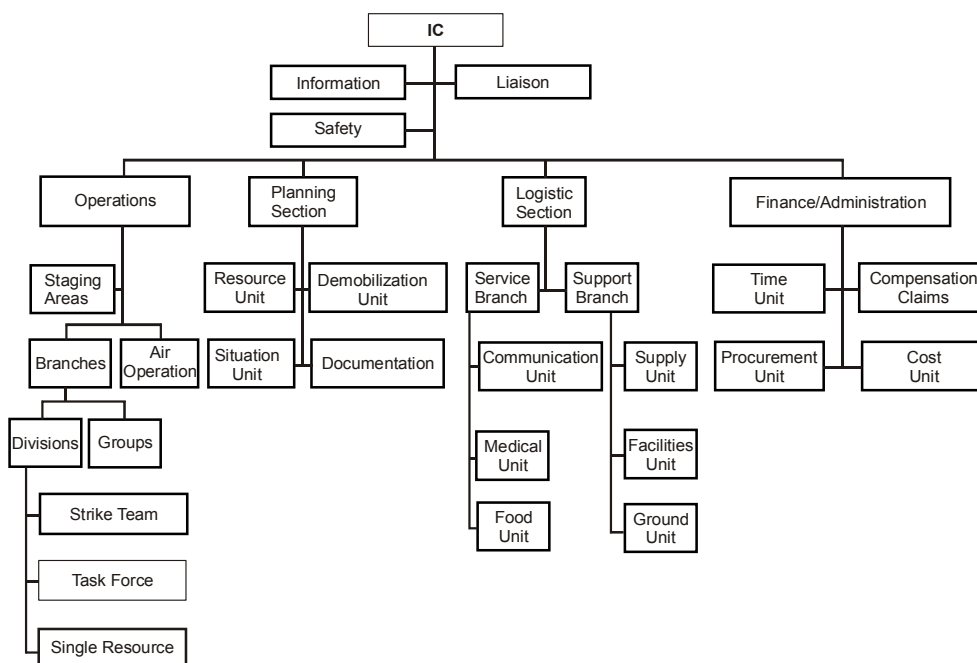 IC
Information
Liaison
Safety
Operations
Planning
Section
Logistic
Section
Finance/Administration
Staging
Areas
Resource
Unit
Demobilization
Unit
Service
Branch
Support
Branch
Time
Unit
Compensation
Claims
Branches
Air
Operation
Situation
Unit
Documentation
Communication
Unit
Supply
Unit
Procurement
Unit
Cost
Unit
Divisions
Groups
Medical
Unit
Facilities
Unit
Strike Team
Food
Unit
Ground
Unit
Task Force
Single Resource